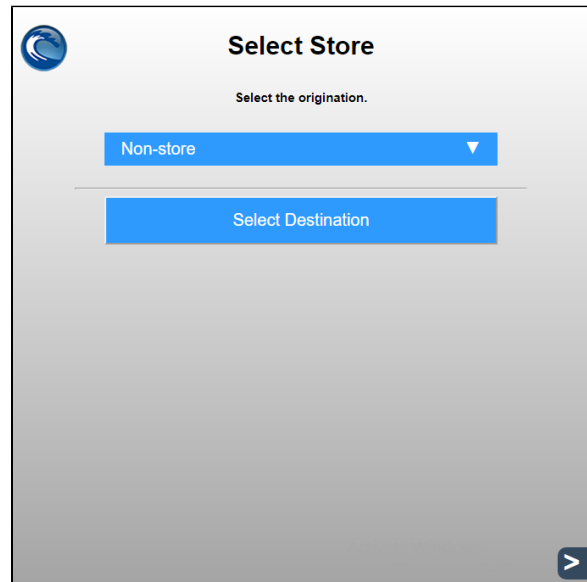 Select Store
Select the origination.
Non-store ▼
Select Destination
>